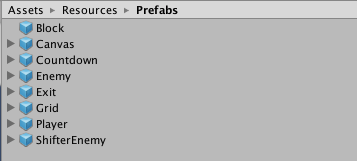 Assets ▸ Resources ▸ Prefabs
Block
Canvas
Countdown
Enemy
Exit
Grid
Player
ShifterEnemy